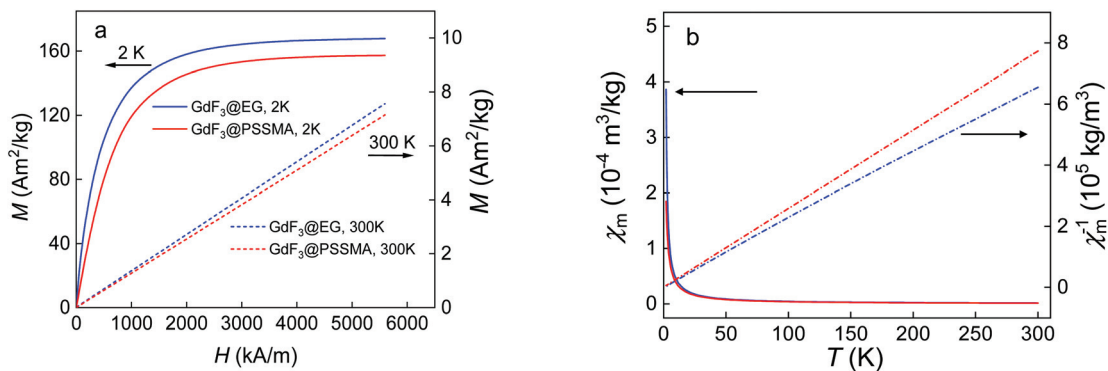 a
M (Am²/kg)
160
120
80
40
0
2 K
GdF₃@EG, 2K
GdF₃@PSSMA, 2K
300 K
GdF₃@EG, 300K
GdF₃@PSSMA, 300K
10
8
6
4
2
0
M (Am²/kg)
0 1000 2000 3000 4000 5000 6000
H (kA/m)
b
χₘ (10⁻⁴ m³/kg)
5
4
3
2
1
0
8
6
4
2
0
χₘ⁻¹ (10⁵ kg/m³)
0 50 100 150 200 250 300
T (K)